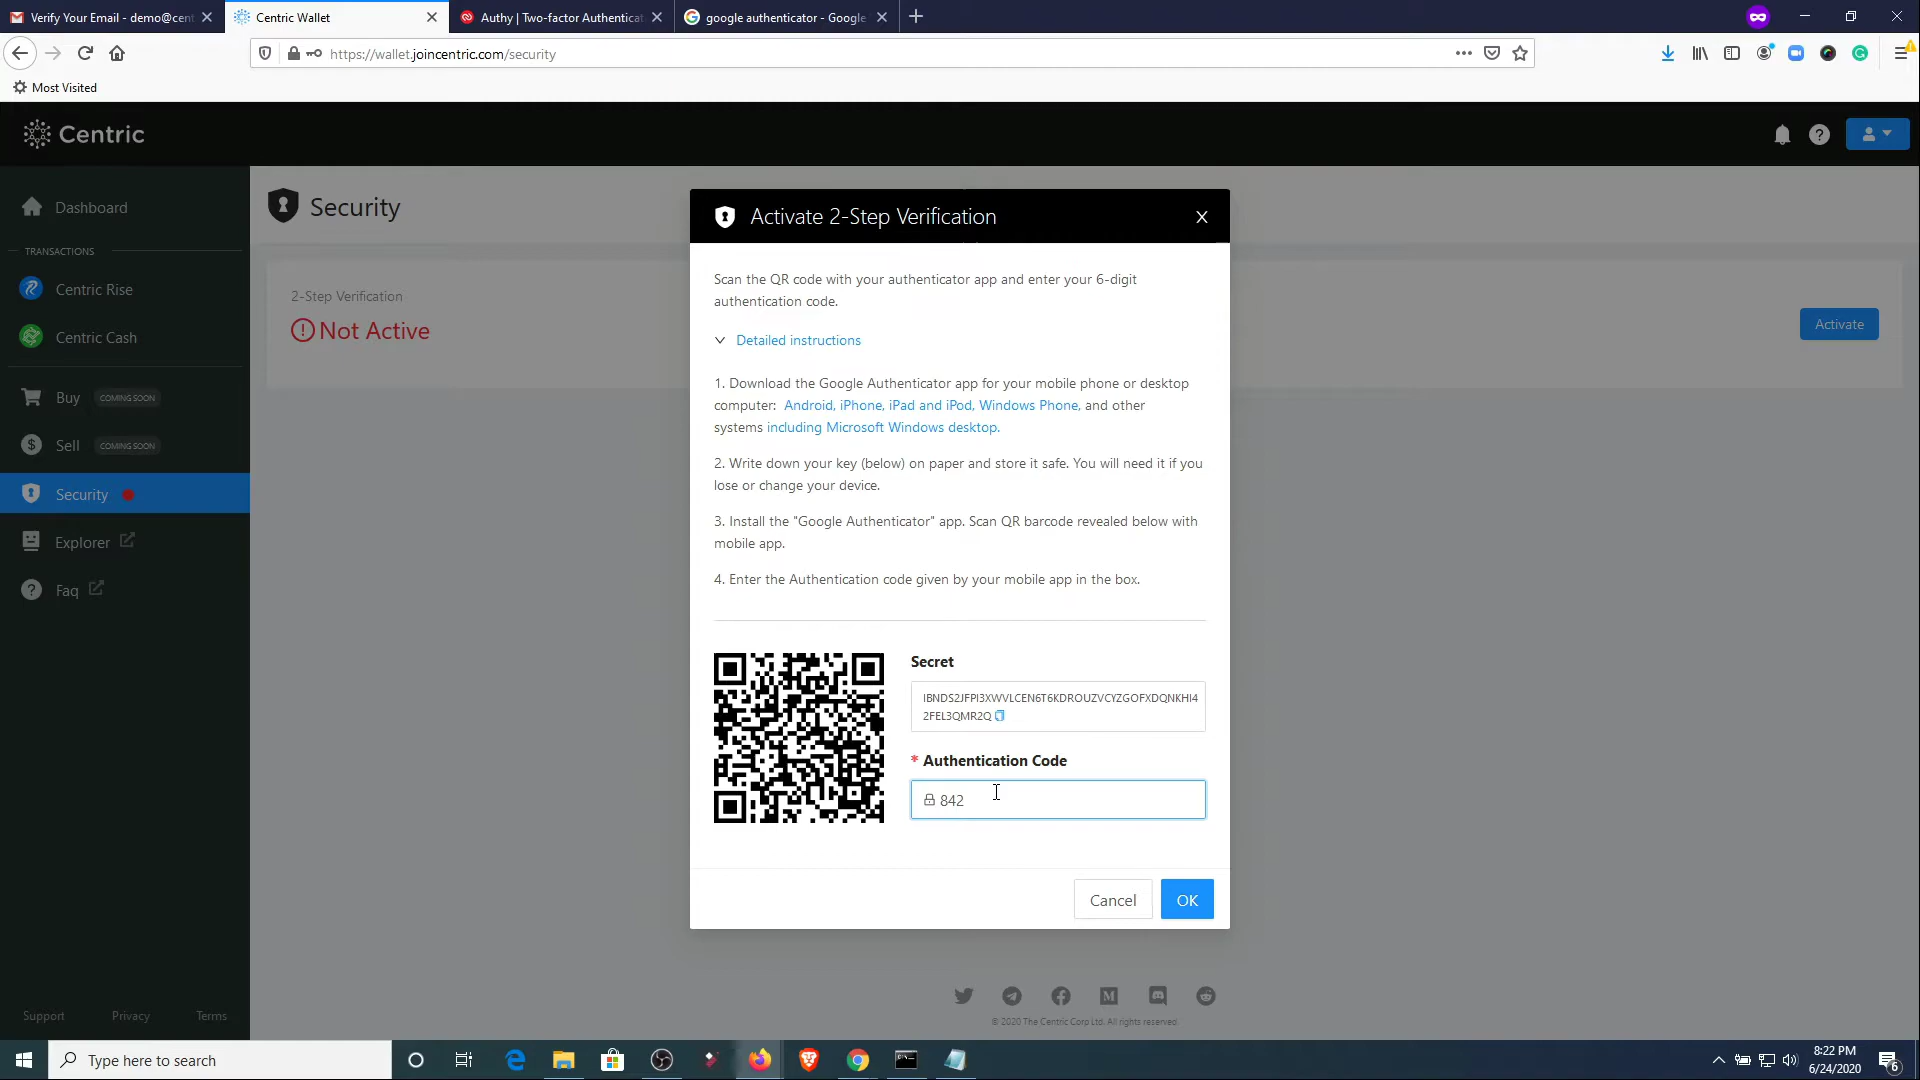 Verify Your Email - demo@cent
Centric Wallet
Authy | Two-factor Authenticat
google authenticator - Google
https://wallet.joincentric.com/security
Most Visited
Centric
Dashboard
TRANSACTIONS
Centric Rise
Centric Cash
Buy COMING SOON
Sell COMING SOON
Security
Explorer
Faq
Support Privacy Terms
Security
2-Step Verification
Not Active
Activate
Activate 2-Step Verification X
Scan the QR code with your authenticator app and enter your 6-digit
authentication code.
Detailed instructions
1. Download the Google Authenticator app for your mobile phone or desktop
computer: Android, iPhone, iPad and iPod, Windows Phone, and other
systems including Microsoft Windows desktop.
2. Write down your key (below) on paper and store it safe. You will need it if you
lose or change your device.
3. Install the "Google Authenticator" app. Scan QR barcode revealed below with
mobile app.
4. Enter the Authentication code given by your mobile app in the box.
Secret
IBNDS2JFPI3XWVLCEN6T6KDROUZVCYZGOFXDQNKHI4
2FEL3QMR2Q
* Authentication Code
842
Cancel OK
© 2020 The Centric Corp Ltd. All rights reserved.
Type here to search
8:22 PM
6/24/2020
6